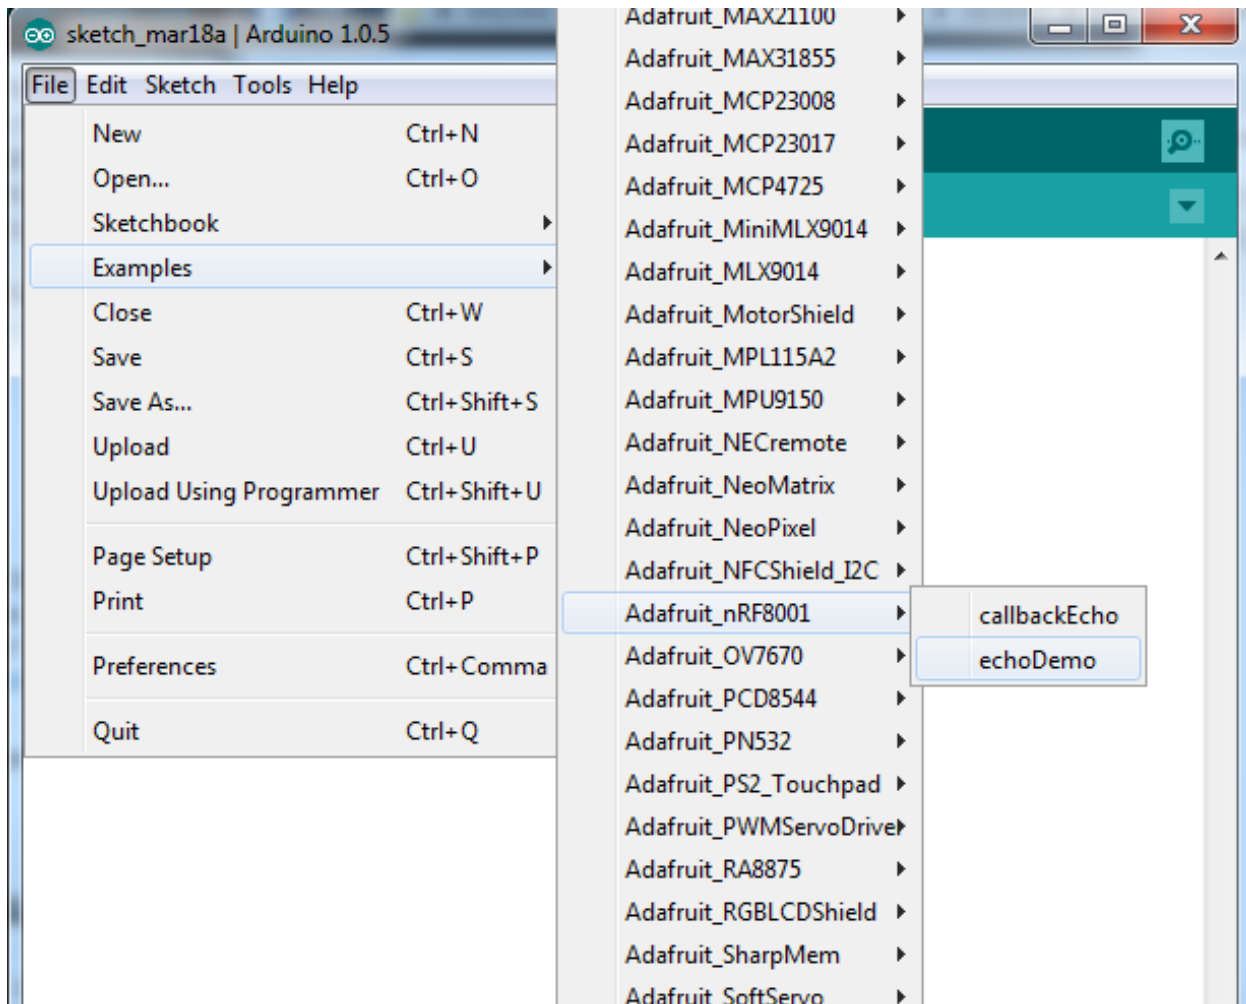 sketch_mar18a | Arduino 1.0.5
File Edit Sketch Tools Help
New Ctrl+N
Open... Ctrl+O
Sketchbook
Examples
Close Ctrl+W
Save Ctrl+S
Save As... Ctrl+Shift+S
Upload Ctrl+U
Upload Using Programmer Ctrl+Shift+U
Page Setup Ctrl+Shift+P
Print Ctrl+P
Preferences Ctrl+Comma
Quit Ctrl+Q
Adafruit_MAX21100
Adafruit_MAX31855
Adafruit_MCP23008
Adafruit_MCP23017
Adafruit_MCP4725
Adafruit_MiniMLX9014
Adafruit_MLX9014
Adafruit_MotorShield
Adafruit_MPL115A2
Adafruit_MPU9150
Adafruit_NECremote
Adafruit_NeoMatrix
Adafruit_NeoPixel
Adafruit_NFCShield_I2C
Adafruit_nRF8001
Adafruit_OV7670
Adafruit_PCD8544
Adafruit_PN532
Adafruit_PS2_Touchpad
Adafruit_PWMServoDriver
Adafruit_RA8875
Adafruit_RGBLCDShield
Adafruit_SharpMem
Adafruit_SoftServo
callbackEcho
echoDemo